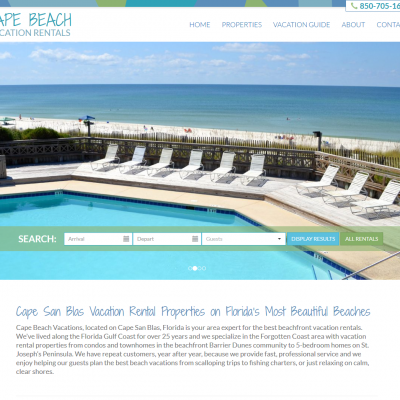 850-705-16
CAPE BEACH
VACATION RENTALS
HOME PROPERTIES VACATION GUIDE ABOUT CONTACT
SEARCH: Arrival Depart Guests DISPLAY RESULTS ALL RENTALS
Cape San Blas Vacation Rental Properties on Florida's Most Beautiful Beaches
Cape Beach Vacations, located on Cape San Blas, Florida is your area expert for the best beachfront vacation rentals.
We've lived along the Florida Gulf Coast for over 25 years and we specialize in the Forgotten Coast area with vacation
rental properties from condos and townhomes in the beachfront Barrier Dunes community to 5-bedroom homes on St.
Joseph's Peninsula. We have repeat customers, year after year, because we provide fast, professional service and we
enjoy helping our guests plan the best beach vacations from scalloping trips to fishing charters, or just relaxing on calm,
clear shores.